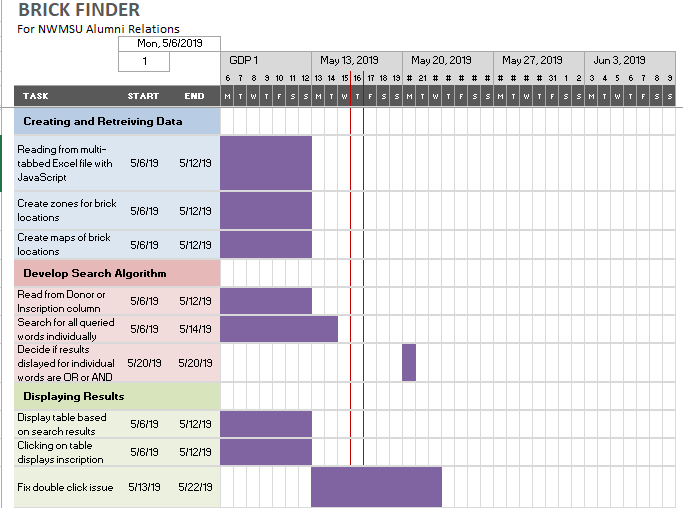 BRICK FINDER
For NWMSU Alumni Relations
Mon, 5/6/2019
1
GDP 1 May 13, 2019 May 20, 2019 May 27, 2019 Jun 3, 2019
6 7 8 9 10 11 12 13 14 15 16 17 18 19 # 21 # # # # # # # # # 31 1 2 3 4 5 6 7 8 9
TASK START END M T W T F S S M T W T F S S M T W T F S S M T W T F S S M T W T F S S
Creating and Retreiving Data
Reading from multi-
tabbed Excel file with 5/6/19 5/12/19
JavaScript
Create zones for brick
locations 5/6/19 5/12/19
Create maps of brick
locations 5/6/19 5/12/19
Develop Search Algorithm
Read from Donor or
Inscription column 5/6/19 5/12/19
Search for all queried
words individually 5/6/19 5/14/19
Decide if results
dislayed for individual 5/20/19 5/20/19
words are OR or AND
Displaying Results
Display table based
on search results 5/6/19 5/12/19
Clicking on table
displays inscription 5/6/19 5/12/19
Fix double click issue 5/13/19 5/22/19